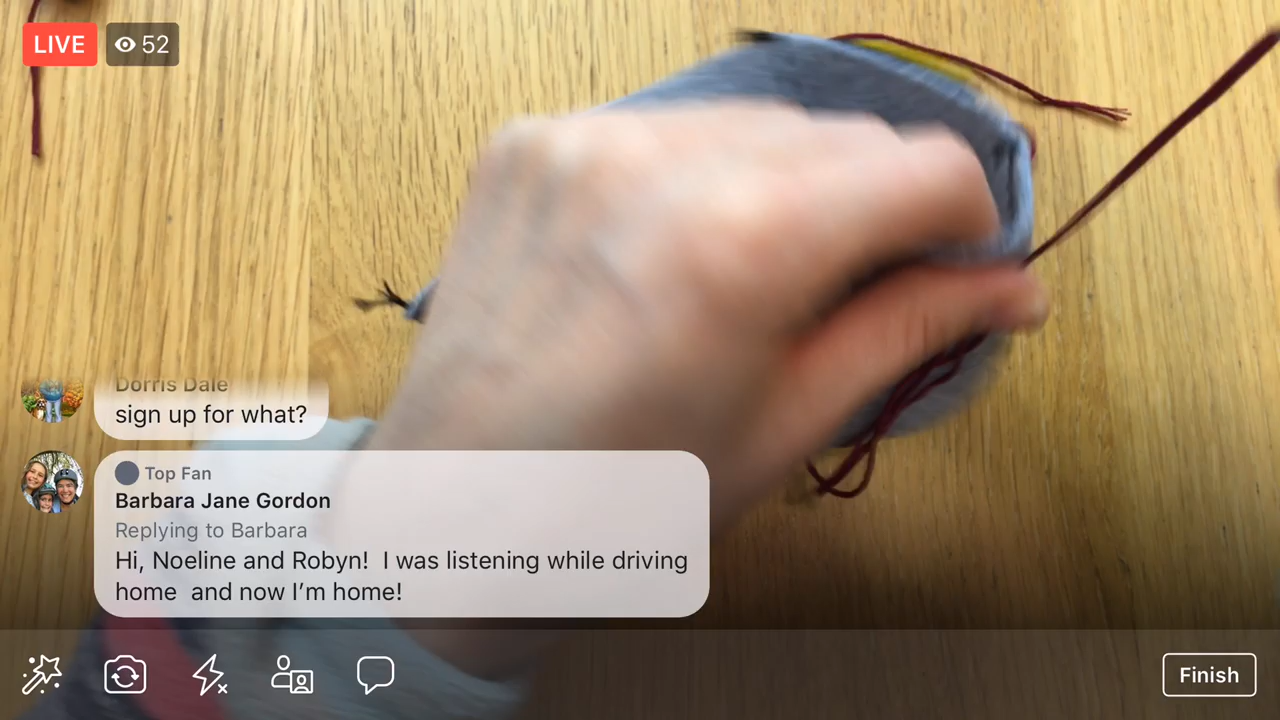 LIVE 52
Dorris Dale
sign up for what?
Top Fan
Barbara Jane Gordon
Replying to Barbara
Hi, Noeline and Robyn!  I was listening while driving
home  and now I’m home!
Finish